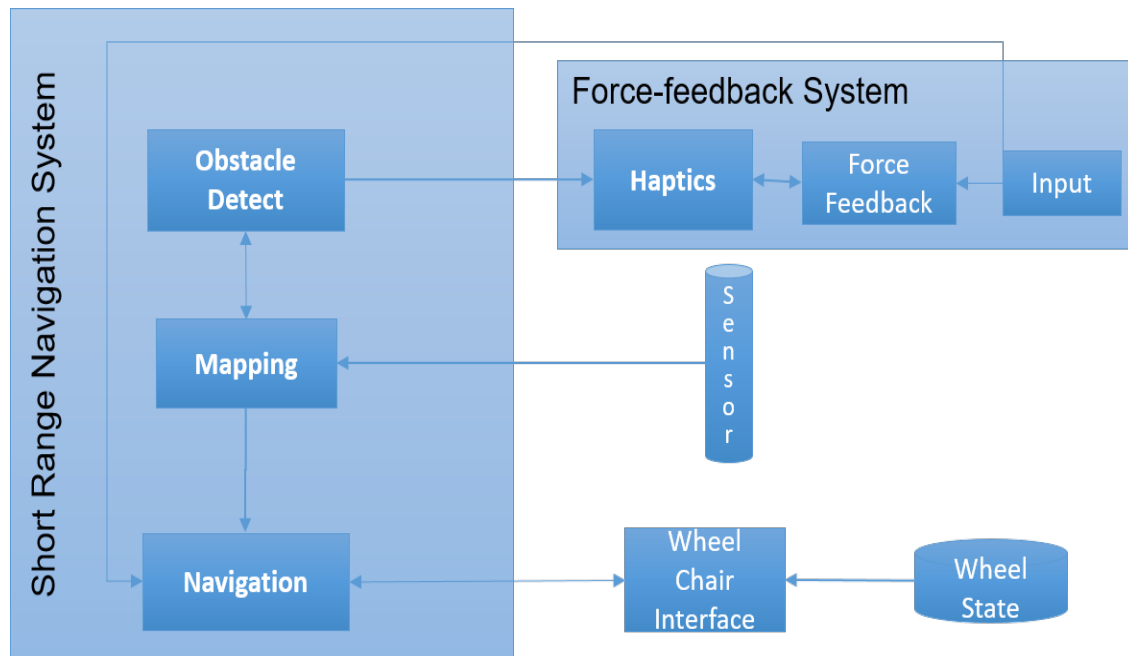 Short Range Navigation System
Force-feedback System
Obstacle
Detect
Haptics
Force
Feedback
Input
Sensor
Mapping
Navigation
Wheel
Chair
Interface
Wheel
State